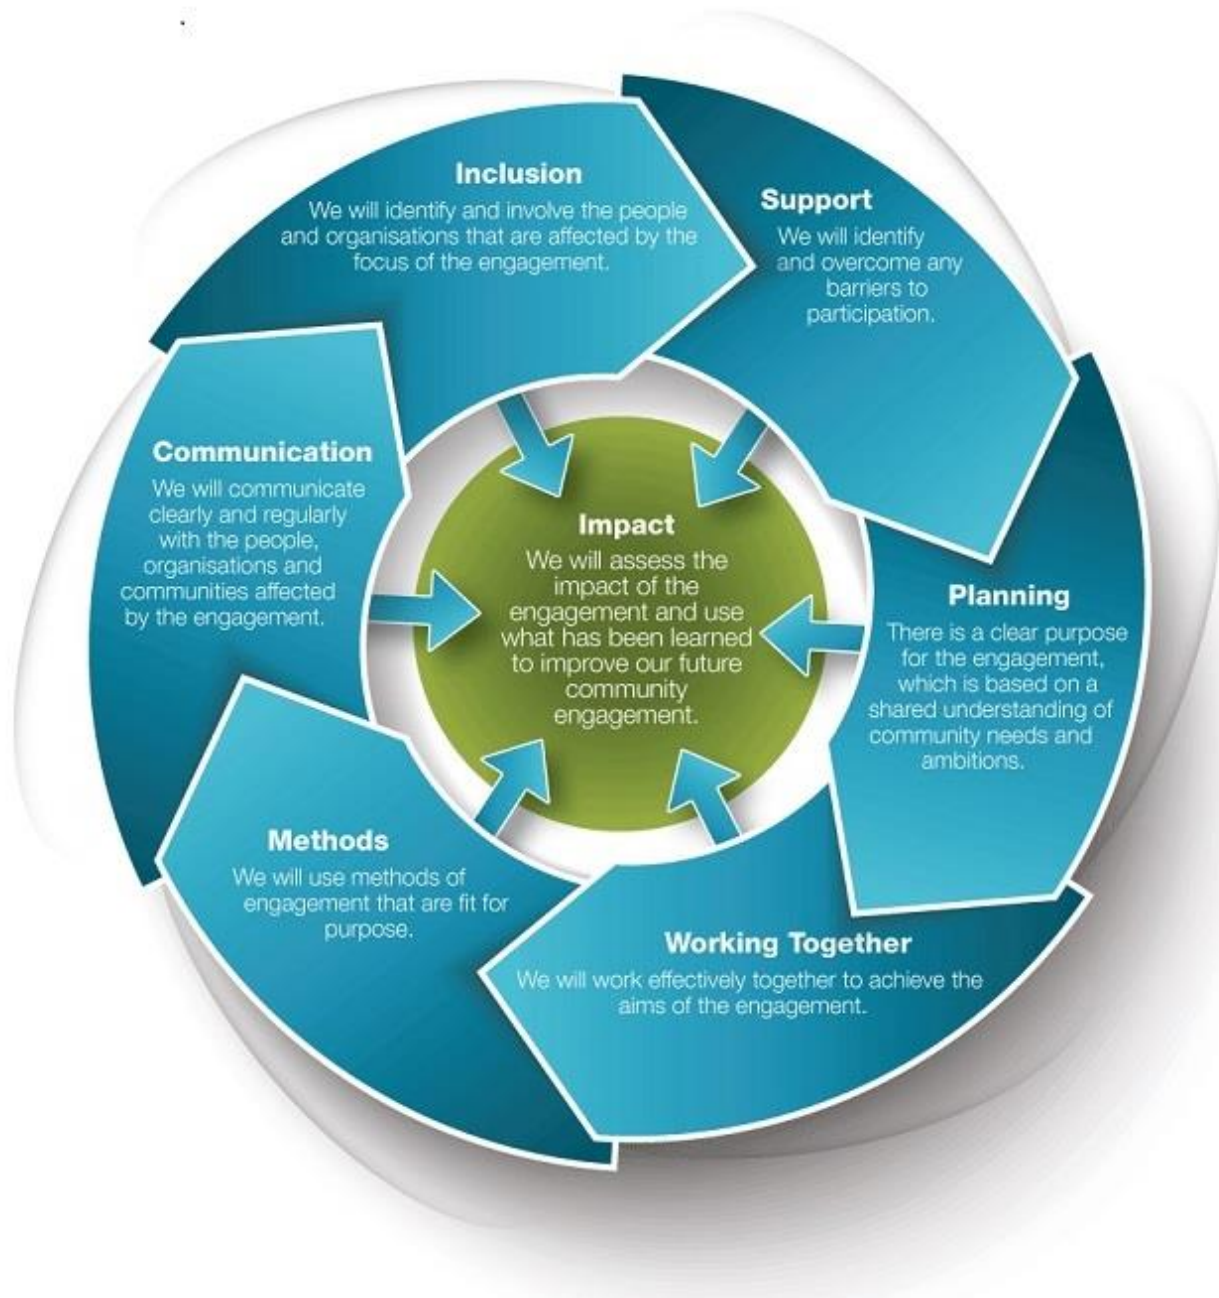 Inclusion
We will identify and involve the people
and organisations that are affected by the
focus of the engagement.
Support
We will identify
and overcome any
barriers to
participation.
Planning
There is a clear purpose
for the engagement,
which is based on a
shared understanding of
community needs and
ambitions.
Working Together
We will work effectively together to achieve the
aims of the engagement.
Methods
We will use methods of
engagement that are fit for
purpose.
Communication
We will communicate
clearly and regularly
with the people,
organisations and
communities affected
by the engagement.
Impact
We will assess the
impact of the
engagement and use
what has been learned
to improve our future
community
engagement.